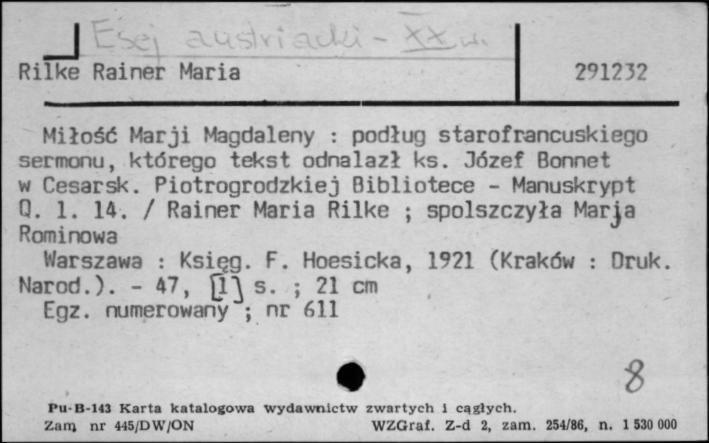 Esej austriacki - XX w.
Rilke Rainer Maria 291232
Miłość Marji Magdaleny : podług starofrancuskiego
sermonu, którego tekst odnalazł ks. Józef Bonnet
w Cesarsk. Piotrogrodzkiej Bibliotece - Manuskrypt
Q. 1. 14. / Rainer Maria Rilke ; spolszczyła Marja
Rominowa
Warszawa : Księg. F. Hoesicka, 1921 (Kraków : Druk.
Narod.). - 47, [1] s. ; 21 cm
Egz. numerowany ; nr 611
8
Pu-B-143 Karta katalogowa wydawnictw zwartych i ciągłych.
Zam. nr 445/DW/ON WZGraf. Z-d 2, zam. 254/86, n. 1 530 000